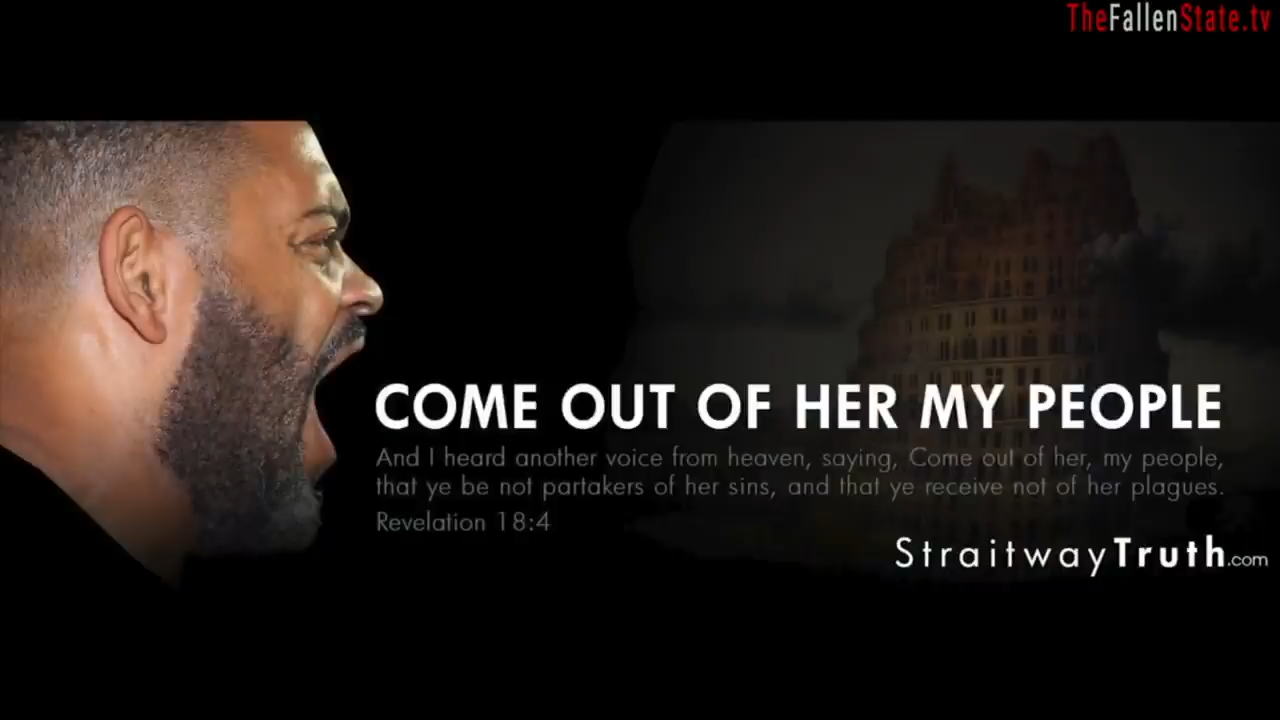 TheFallenState.tv
COME OUT OF HER MY PEOPLE
And I heard another voice from heaven, saying, Come out of her, my people,
that ye be not partakers of her sins, and that ye receive not of her plagues.
Revelation 18:4
StraitwayTruth.com